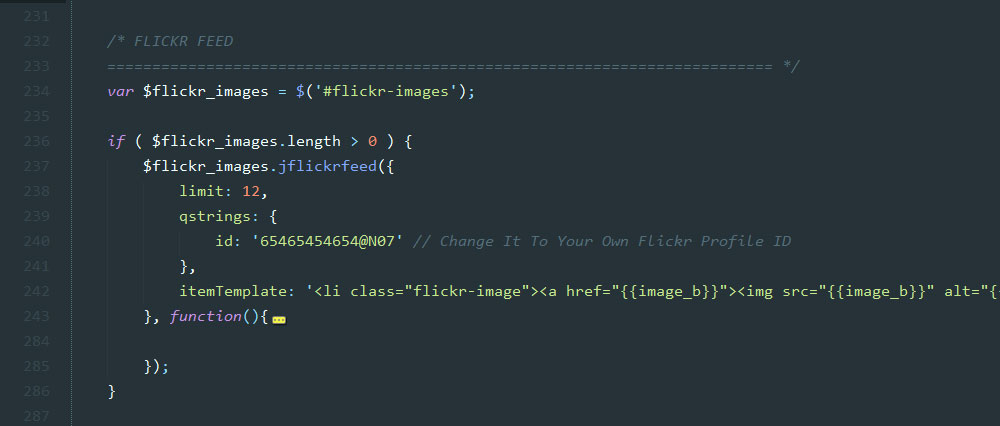 231
232 /* FLICKR FEED
233 ========================================================================== */
234 var $flickr_images = $('#flickr-images');
235
236 if ( $flickr_images.length > 0 ) {
237 $flickr_images.jflickrfeed({
238 limit: 12,
239 qstrings: {
240 id: '65465454654@N07' // Change It To Your Own Flickr Profile ID
241 },
242 itemTemplate: '<li class="flickr-image"><a href="{{image_b}}"><img src="{{image_b}}" alt="{
243 }, function(){
284
285 });
286 }
287